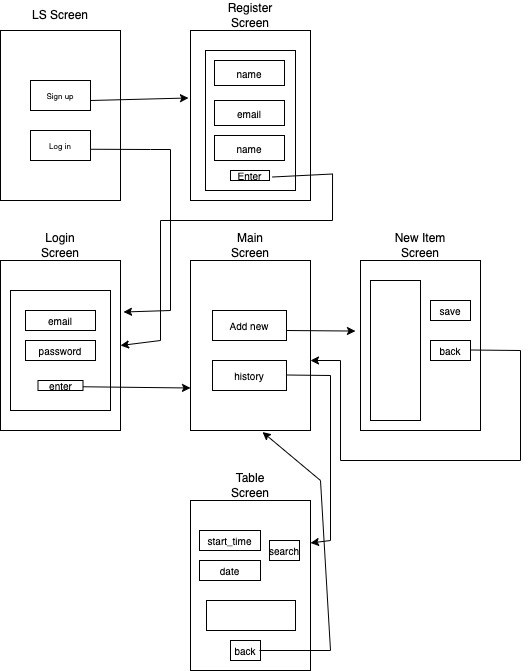 LS Screen
Register
Screen
Sign up
Log in
name
email
name
Enter
Login
Screen
email
password
enter
Main
Screen
Add new
history
New Item
Screen
save
back
Table
Screen
start_time
search
date
back